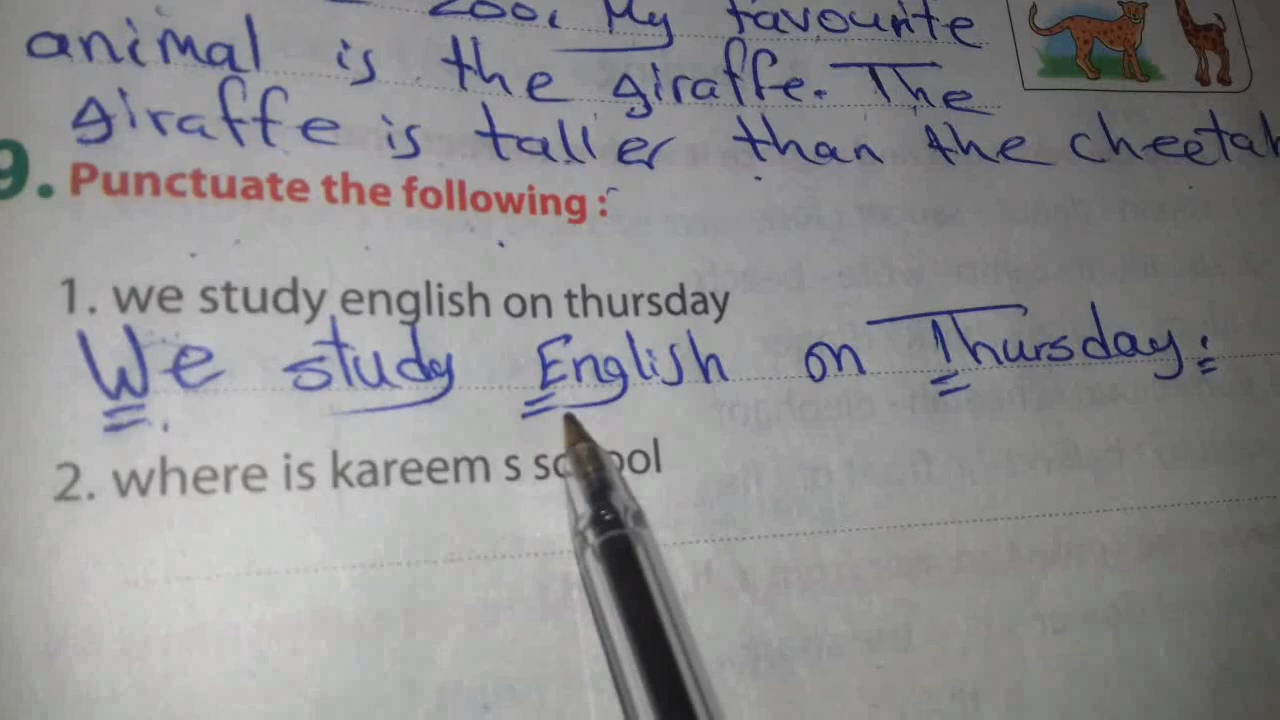 zoo. My favourite
animal is the giraffe. The
giraffe is taller than the cheetah
9. Punctuate the following :
1. we study english on thursday
We study English on Thursday.
2. where is kareem s school